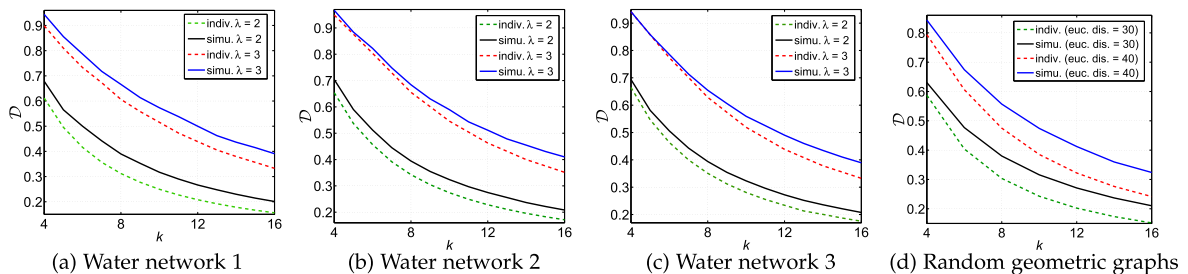 indiv. λ = 2
simu. λ = 2
indiv. λ = 3
simu. λ = 3
0.9
0.8
0.7
0.6
0.5
0.4
0.3
0.2
𝒟
4 8 12 16
k
(a) Water network 1
indiv. λ = 2
simu. λ = 2
indiv. λ = 3
simu. λ = 3
0.9
0.8
0.7
0.6
0.5
0.4
0.3
0.2
𝒟
4 8 12 16
k
(b) Water network 2
indiv. λ = 2
simu. λ = 2
indiv. λ = 3
simu. λ = 3
0.9
0.8
0.7
0.6
0.5
0.4
0.3
0.2
𝒟
4 8 12 16
k
(c) Water network 3
indiv. (euc. dis. = 30)
simu. (euc. dis. = 30)
indiv. (euc. dis. = 40)
simu. (euc. dis. = 40)
0.8
0.7
0.6
0.5
0.4
0.3
0.2
𝒟
4 8 12 16
k
(d) Random geometric graphs